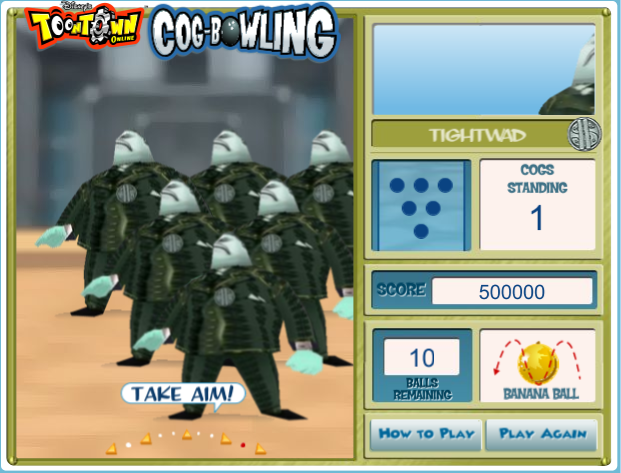 Disney's
TOONTOWN
ONLINE
COG-BOWLING
TIGHTWAD
COGS
STANDING
1
SCORE
500000
10
BALLS
REMAINING
BANANA BALL
TAKE AIM!
HOW TO PLAY
PLAY AGAIN